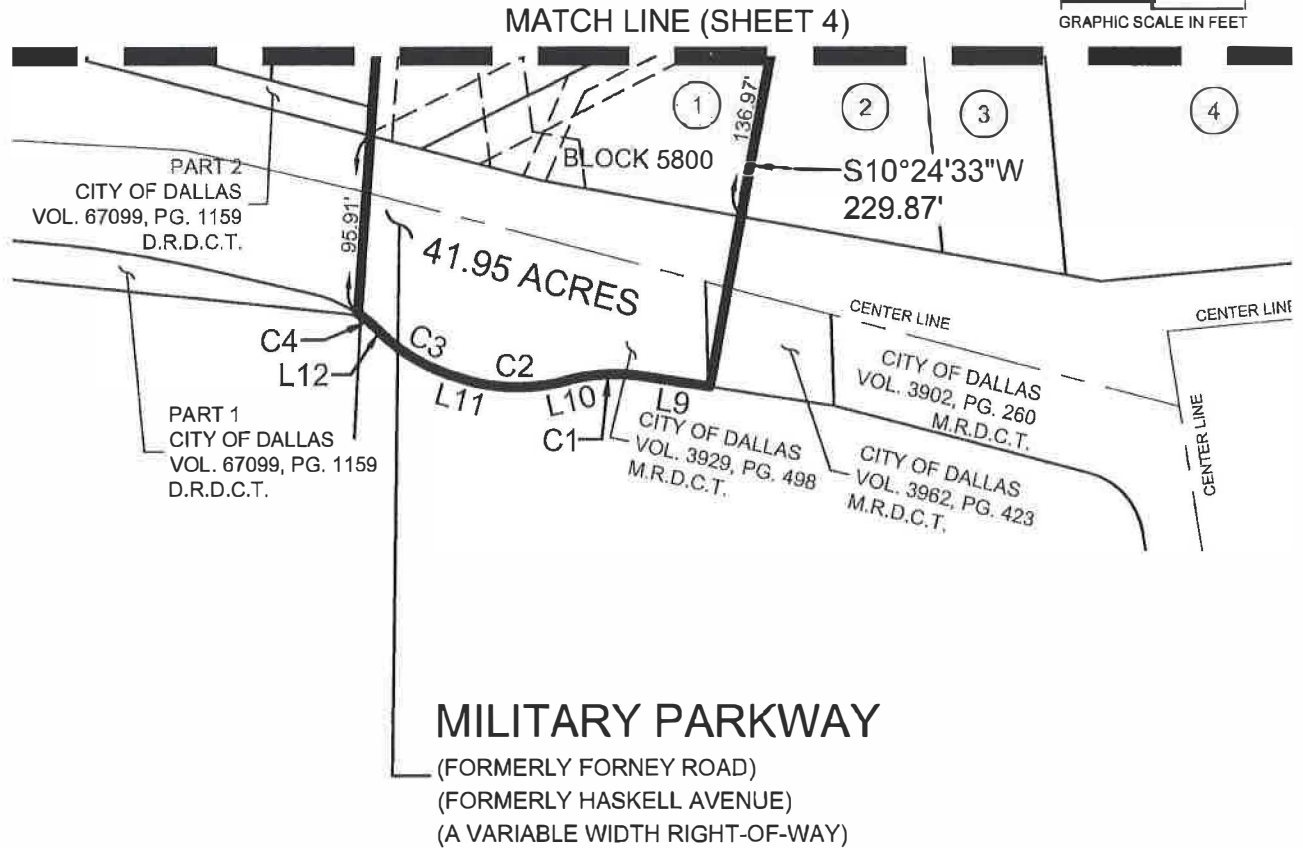 MATCH LINE (SHEET 4)
GRAPHIC SCALE IN FEET
1
2
3
4
136.97'
BLOCK 5800
S10°24'33"W
229.87'
PART 2
CITY OF DALLAS
VOL. 67099, PG. 1159
D.R.D.C.T.
95.91'
41.95 ACRES
CENTER LINE
CENTER LINE
CENTER LINE
C4
L12
C3
L11
C2
L10
C1
L9
CITY OF DALLAS
VOL. 3902, PG. 260
M.R.D.C.T.
CITY OF DALLAS
VOL. 3929, PG. 498
M.R.D.C.T.
CITY OF DALLAS
VOL. 3962, PG. 423
M.R.D.C.T.
PART 1
CITY OF DALLAS
VOL. 67099, PG. 1159
D.R.D.C.T.
MILITARY PARKWAY
(FORMERLY FORNEY ROAD)
(FORMERLY HASKELL AVENUE)
(A VARIABLE WIDTH RIGHT-OF-WAY)